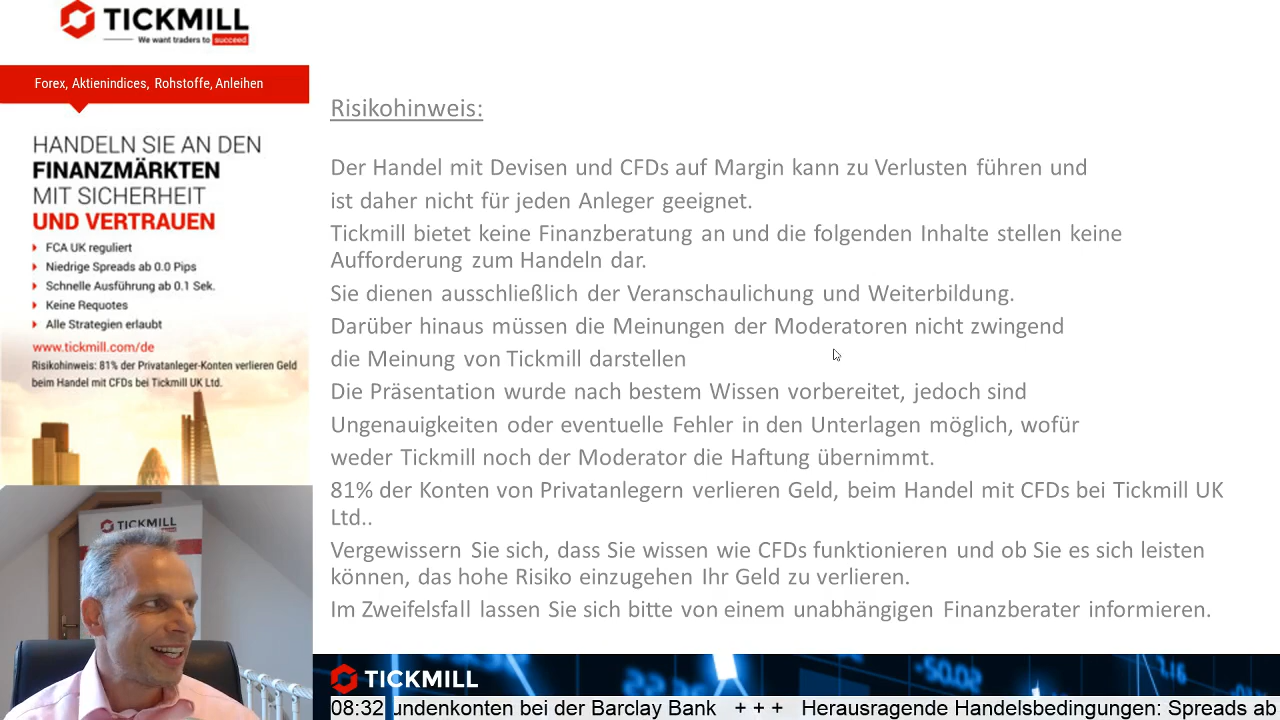 TICKMILL
We want traders to succeed
Forex, Aktienindices, Rohstoffe, Anleihen
HANDELN SIE AN DEN
FINANZMÄRKTEN
MIT SICHERHEIT
UND VERTRAUEN
FCA UK reguliert
Niedrige Spreads ab 0.0 Pips
Schnelle Ausführung ab 0.1 Sek.
Keine Requotes
Alle Strategien erlaubt
www.tickmill.com/de
Risikohinweis: 81% der Privatanleger-Konten verlieren Geld
beim Handel mit CFDs bei Tickmill UK Ltd.
TICKMILL
Risikohinweis:
Der Handel mit Devisen und CFDs auf Margin kann zu Verlusten führen und
ist daher nicht für jeden Anleger geeignet.
Tickmill bietet keine Finanzberatung an und die folgenden Inhalte stellen keine
Aufforderung zum Handeln dar.
Sie dienen ausschließlich der Veranschaulichung und Weiterbildung.
Darüber hinaus müssen die Meinungen der Moderatoren nicht zwingend
die Meinung von Tickmill darstellen
Die Präsentation wurde nach bestem Wissen vorbereitet, jedoch sind
Ungenauigkeiten oder eventuelle Fehler in den Unterlagen möglich, wofür
weder Tickmill noch der Moderator die Haftung übernimmt.
81% der Konten von Privatanlegern verlieren Geld, beim Handel mit CFDs bei Tickmill UK
Ltd..
Vergewissern Sie sich, dass Sie wissen wie CFDs funktionieren und ob Sie es sich leisten
können, das hohe Risiko einzugehen Ihr Geld zu verlieren.
Im Zweifelsfall lassen Sie sich bitte von einem unabhängigen Finanzberater informieren.
TICKMILL
08:32 undenkonten bei der Barclay Bank + + + Herausragende Handelsbedingungen: Spreads ab